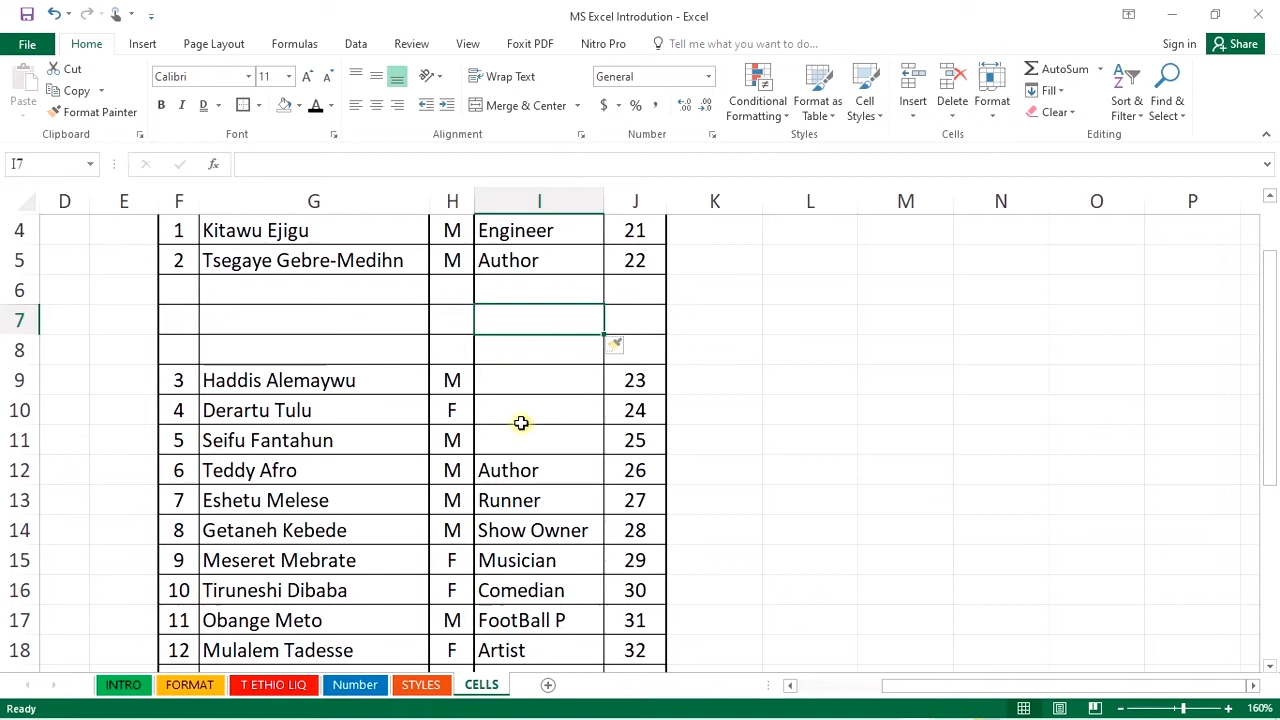 MS Excel Introdution - Excel
File Home Insert Page Layout Formulas Data Review View Foxit PDF Nitro Pro Tell me what you want to do... Sign in Share
Paste Cut Copy Format Painter
Clipboard
Calibri 11
B I D A
Font
Wrap Text
Merge & Center
Alignment
General
$ % ,
Number
Conditional Formatting Format as Table Cell Styles
Styles
Insert Delete Format
Cells
AutoSum
Fill
Clear
Sort & Filter Find & Select
Editing
I7 fx
D E F G H I J K L M N O P
4 1 Kitawu Ejigu M Engineer 21
5 2 Tsegaye Gebre-Medihn M Author 22
6
7
8
9 3 Haddis Alemaywu M 23
10 4 Derartu Tulu F 24
11 5 Seifu Fantahun M 25
12 6 Teddy Afro M Author 26
13 7 Eshetu Melese M Runner 27
14 8 Getaneh Kebede M Show Owner 28
15 9 Meseret Mebrate F Musician 29
16 10 Tiruneshi Dibaba F Comedian 30
17 11 Obange Meto M FootBall P 31
18 12 Mulalem Tadesse F Artist 32
INTRO FORMAT T ETHIO LIQ Number STYLES CELLS
Ready 160%